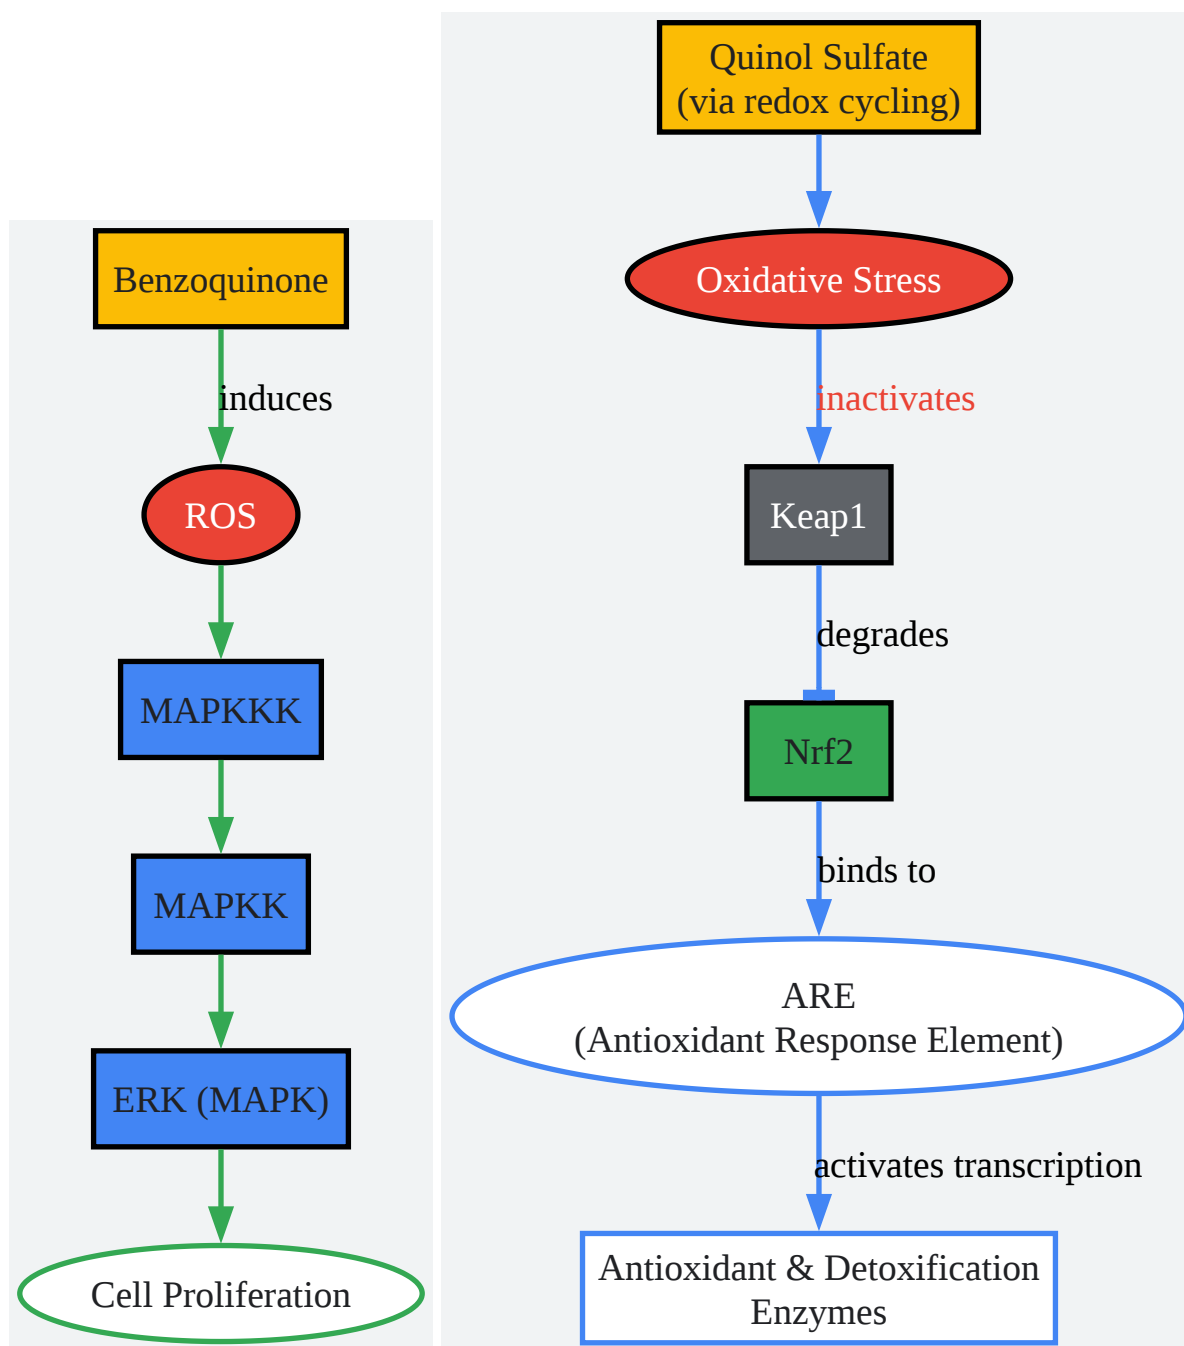 Benzoquinone
induces
ROS
MAPKKK
MAPKK
ERK (MAPK)
Cell Proliferation
Quinol Sulfate
(via redox cycling)
Oxidative Stress
inactivates
Keap1
degrades
Nrf2
binds to
ARE
(Antioxidant Response Element)
activates transcription
Antioxidant & Detoxification
Enzymes